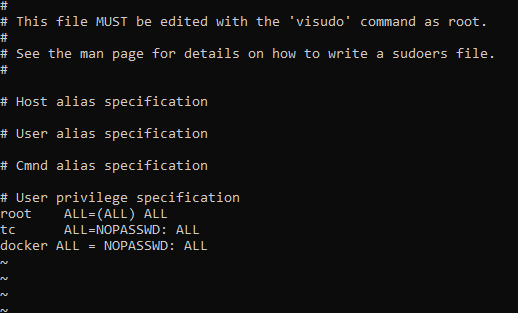 #
# This file MUST be edited with the 'visudo' command as root.
#
# See the man page for details on how to write a sudoers file.
#
# Host alias specification
# User alias specification
# Cmnd alias specification
# User privilege specification
root    ALL=(ALL) ALL
tc      ALL=NOPASSWD: ALL
docker ALL = NOPASSWD: ALL
~
~
~
~